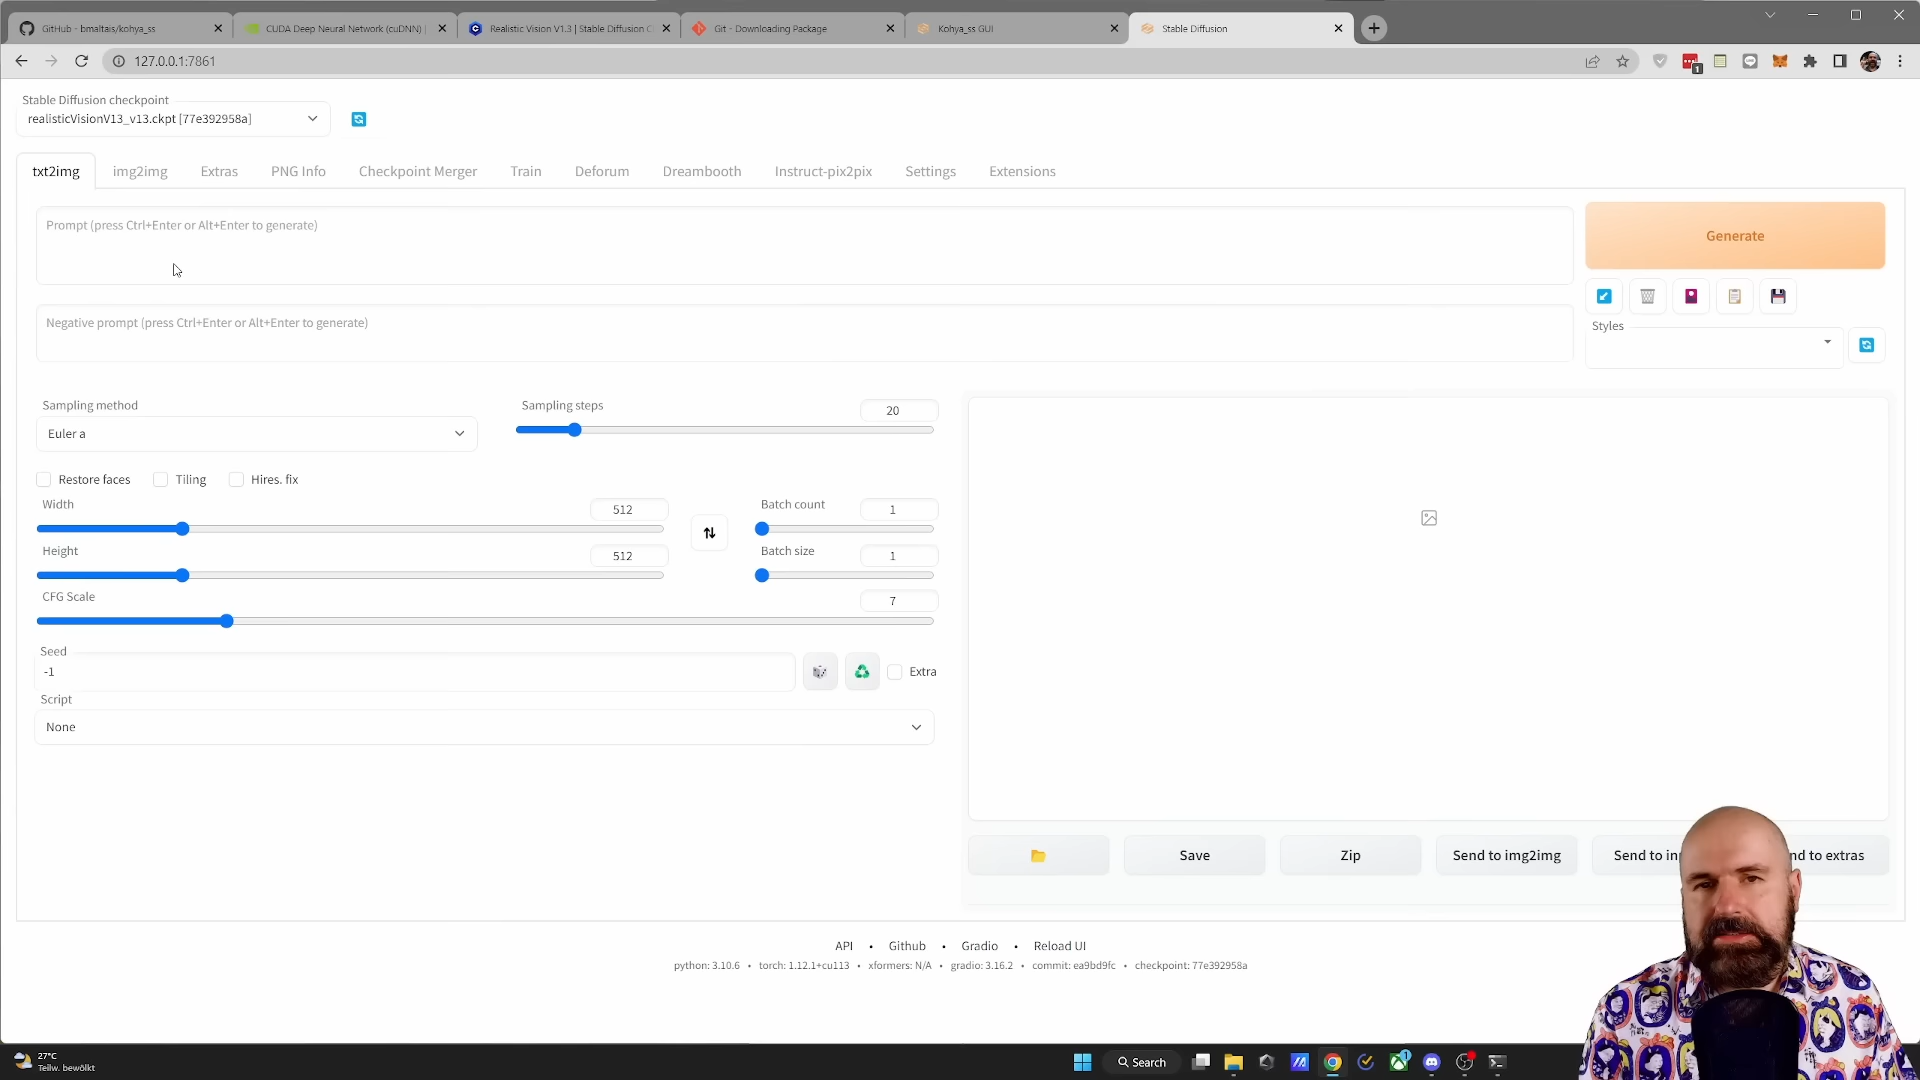 GitHub - bmaltais/kohya_ss
CUDA Deep Neural Network (cuDNN) |
Realistic Vision V1.3 | Stable Diffusion C
Git - Downloading Package
Kohya_ss GUI
Stable Diffusion
127.0.0.1:7861
1
Stable Diffusion checkpoint
realisticVisionV13_v13.ckpt [77e392958a]
txt2img
img2img
Extras
PNG Info
Checkpoint Merger
Train
Deforum
Dreambooth
Instruct-pix2pix
Settings
Extensions
Prompt (press Ctrl+Enter or Alt+Enter to generate)
Generate
Negative prompt (press Ctrl+Enter or Alt+Enter to generate)
Styles
Sampling method
Euler a
Sampling steps
20
Restore faces
Tiling
Hires. fix
Width
512
Batch count
1
Height
512
Batch size
1
CFG Scale
7
Seed
-1
Extra
Script
None
Save
Zip
Send to img2img
Send to in
nd to extras
API • Github • Gradio • Reload UI
python: 3.10.6 • torch: 1.12.1+cu113 • xformers: N/A • gradio: 3.16.2 • commit: ea9bd9fc • checkpoint: 77e392958a
27°C
Teilw. bewölkt
Search
1